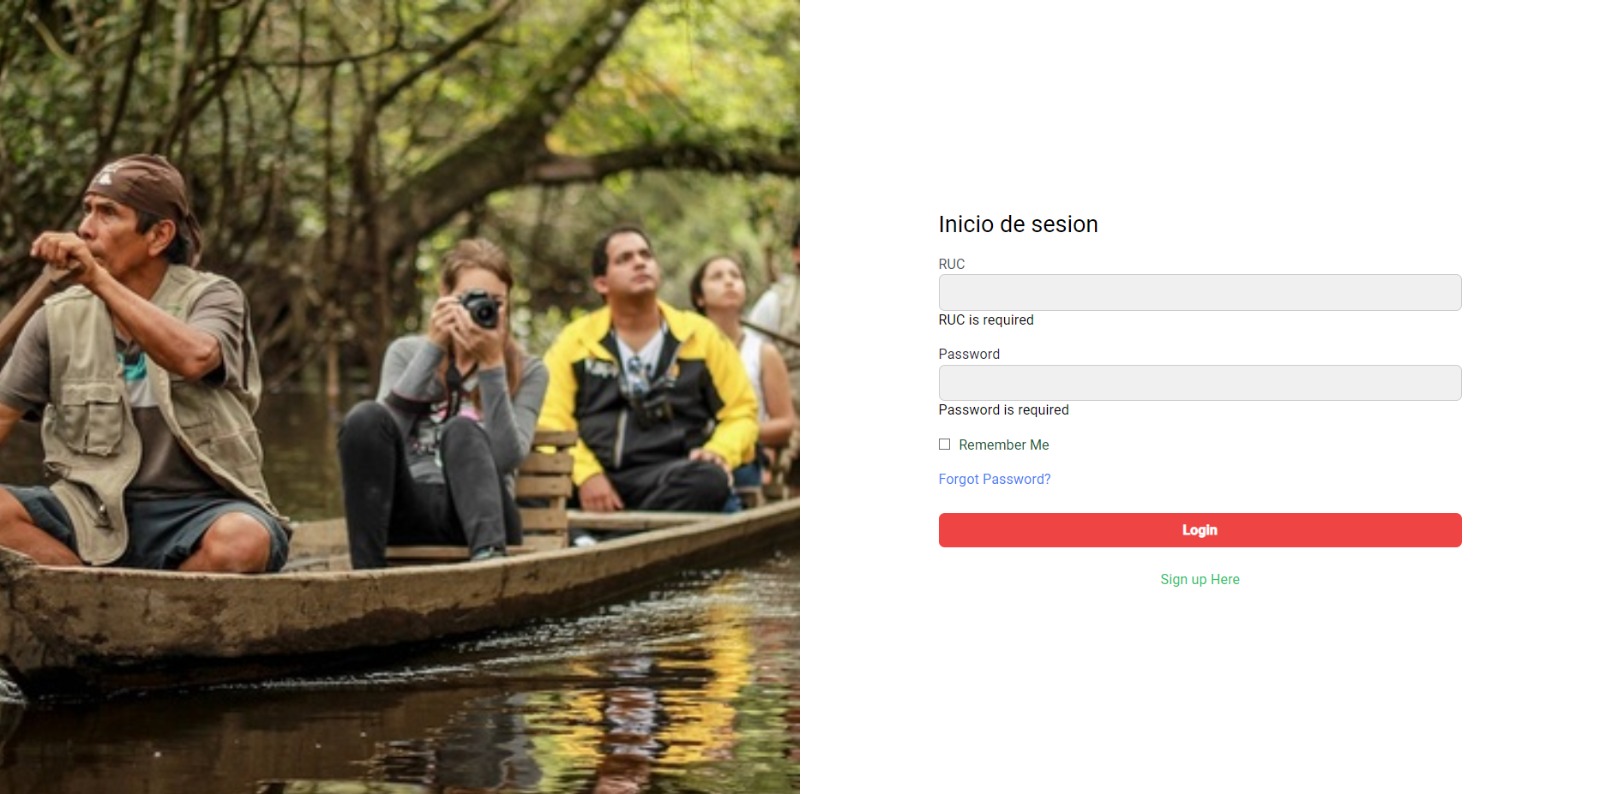 Inicio de sesion
RUC
RUC is required
Password
Password is required
Remember Me
Forgot Password?
Login
Sign up Here